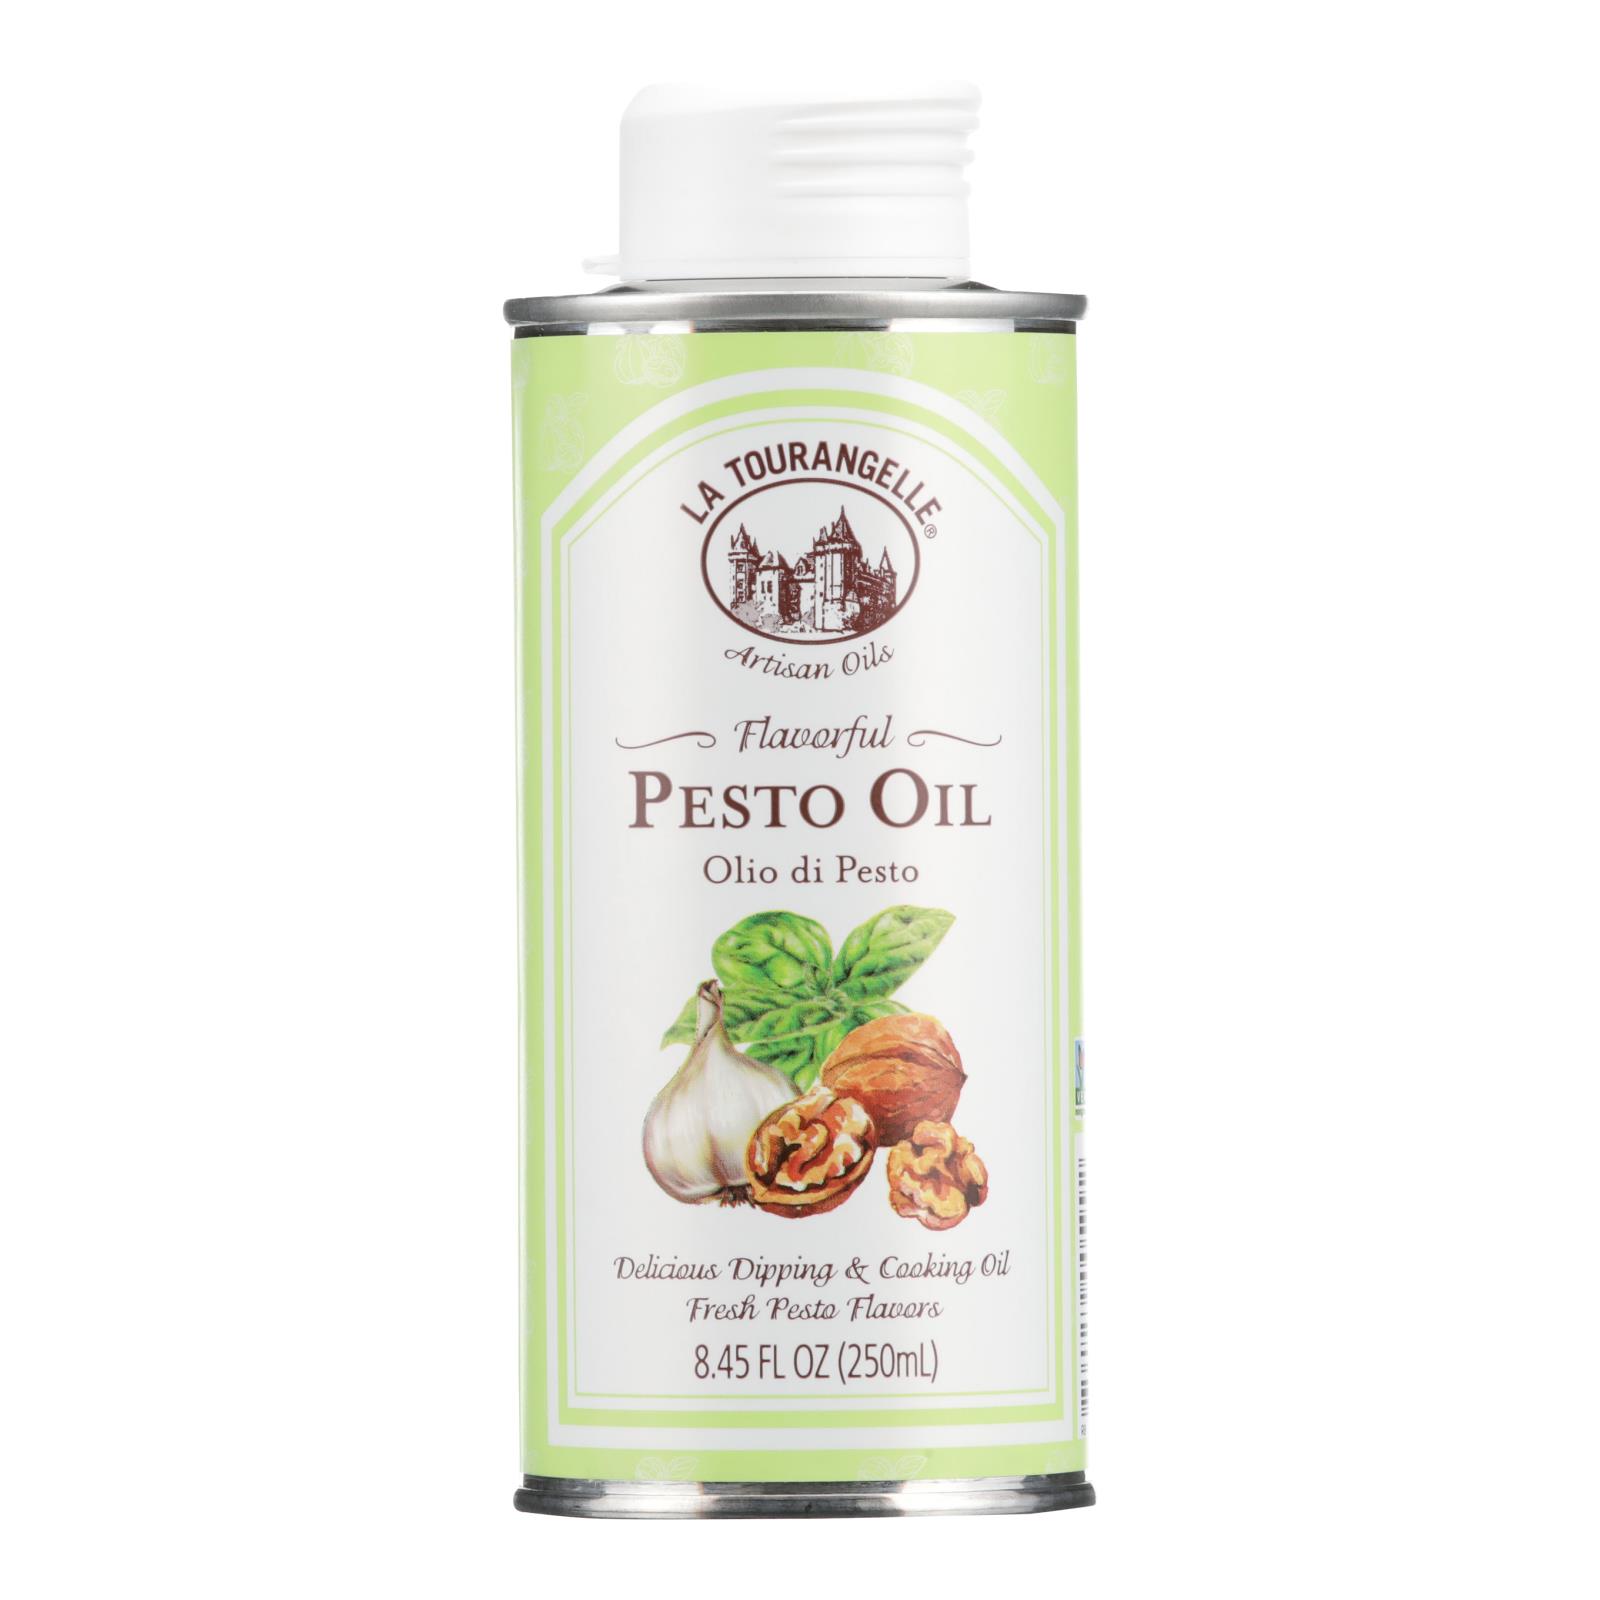 LA TOURANGELLE®
Artisan Oils
Flavorful
PESTO OIL
Olio di Pesto
Delicious Dipping & Cooking Oil
Fresh Pesto Flavors
8.45 FL OZ (250mL)